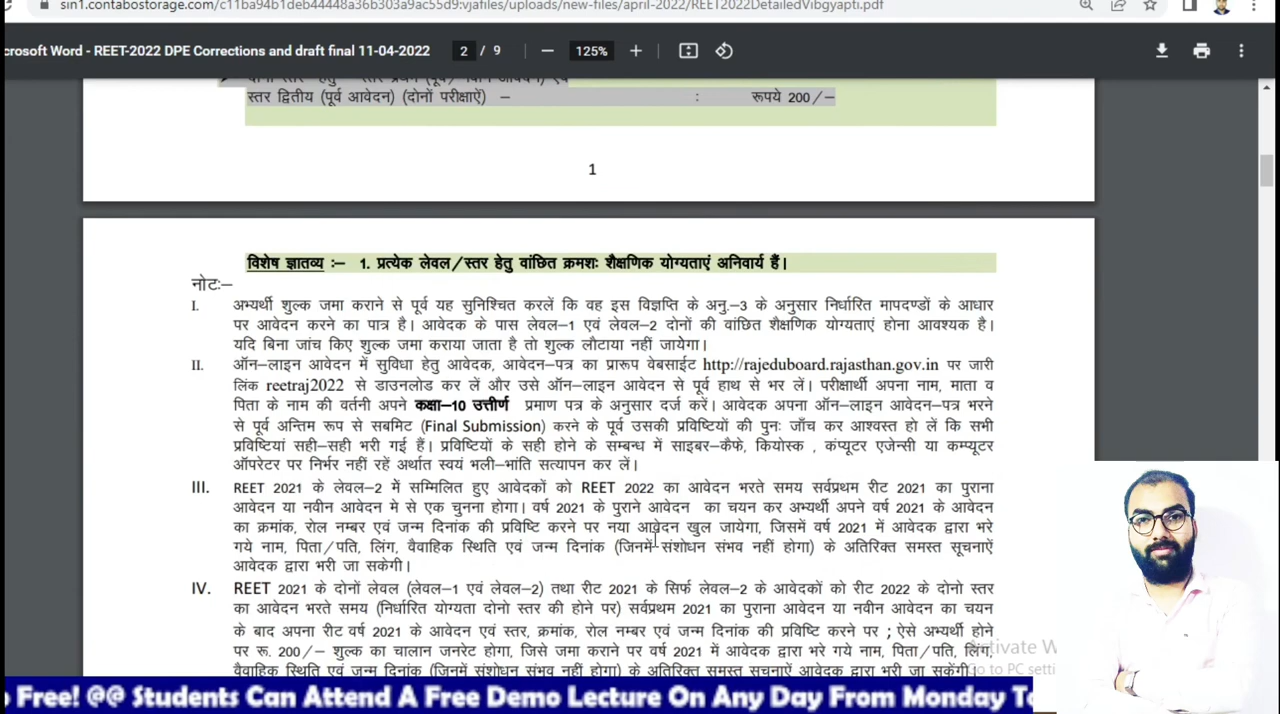 sin1.contabostorage.com/c11ba94b1deb44448a36b303a9ac55d9:vjafiles/uploads/new-files/april-2022/REET2022DetailedVibgyapti.pdf
crosoft Word - REET-2022 DPE Corrections and draft final 11-04-2022
2 / 9
125%
दोनो स्तर हेतु – स्तर प्रथम (पूर्व/ नवीन आवेदन) एवं
स्तर द्वितीय (पूर्व आवेदन) (दोनों परीक्षाऐं) – : रूपये 200/–
1
विशेष ज्ञातव्य :– 1. प्रत्येक लेवल/स्तर हेतु वांछित क्रमशः शैक्षणिक योग्यताएं अनिवार्य हैं।
नोटः–
I. अभ्यर्थी शुल्क जमा कराने से पूर्व यह सुनिश्चित करलें कि वह इस विज्ञप्ति के अनु.–3 के अनुसार निर्धारित मापदण्डों के आधार
पर आवेदन करने का पात्र है। आवेदक के पास लेवल–1 एवं लेवल–2 दोनों की वांछित शैक्षणिक योग्यताएं होना आवश्यक है।
यदि बिना जांच किए शुल्क जमा कराया जाता है तो शुल्क लौटाया नहीं जायेगा।
II. ऑन–लाइन आवेदन में सुविधा हेतु आवेदक, आवेदन–पत्र का प्रारूप वेबसाईट http://rajeduboard.rajasthan.gov.in पर जारी
लिंक reetraj2022 से डाउनलोड कर लें और उसे ऑन–लाइन आवेदन से पूर्व हाथ से भर लें। परीक्षार्थी अपना नाम, माता व
पिता के नाम की वर्तनी अपने कक्षा–10 उत्तीर्ण प्रमाण पत्र के अनुसार दर्ज करें। आवेदक अपना ऑन–लाइन आवेदन–पत्र भरने
से पूर्व अन्तिम रूप से सबमिट (Final Submission) करने के पूर्व उसकी प्रविष्टियों की पुनः जाँच कर आश्वस्त हो लें कि सभी
प्रविष्टियां सही–सही भरी गई हैं। प्रविष्टियों के सही होने के सम्बन्ध में साइबर–कैफे, कियोस्क , कंप्यूटर एजेन्सी या कम्प्यूटर
ऑपरेटर पर निर्भर नहीं रहें अर्थात स्वयं भली–भांति सत्यापन कर लें।
III. REET 2021 के लेवल–2 में सम्मिलित हुए आवेदकों को REET 2022 का आवेदन भरते समय सर्वप्रथम रीट 2021 का पुराना
आवेदन या नवीन आवेदन मे से एक चुनना होगा। वर्ष 2021 के पुराने आवेदन का चयन कर अभ्यर्थी अपने वर्ष 2021 के आवेदन
का क्रमांक, रोल नम्बर एवं जन्म दिनांक की प्रविष्टि करने पर नया आवेदन खुल जायेगा, जिसमें वर्ष 2021 में आवेदक द्वारा भरे
गये नाम, पिता/पति, लिंग, वैवाहिक स्थिति एवं जन्म दिनांक (जिनमें संशोधन संभव नहीं होगा) के अतिरिक्त समस्त सूचनाऐं
आवेदक द्वारा भरी जा सकेगी।
IV. REET 2021 के दोनों लेवल (लेवल–1 एवं लेवल–2) तथा रीट 2021 के सिर्फ लेवल–2 के आवेदकों को रीट 2022 के दोनो स्तर
का आवेदन भरते समय (निर्धारित योग्यता दोनो स्तर की होने पर) सर्वप्रथम 2021 का पुराना आवेदन या नवीन आवेदन का चयन
के बाद अपना रीट वर्ष 2021 के आवेदन एवं स्तर, क्रमांक, रोल नम्बर एवं जन्म दिनांक की प्रविष्टि करने पर ; ऐसे अभ्यर्थी होने
पर रू. 200/– शुल्क का चालान जनरेट होगा, जिसे जमा कराने पर वर्ष 2021 में आवेदक द्वारा भरे गये नाम, पिता/पति, लिंग,
वैवाहिक स्थिति एवं जन्म दिनांक (जिनमें संशोधन संभव नहीं होगा) के अतिरिक्त समस्त सूचनाऐं आवेदक द्वारा भरी जा सकेंगी।
Activate W
Go to PC setti
o Free! @@ Students Can Attend A Free Demo Lecture On Any Day From Monday To